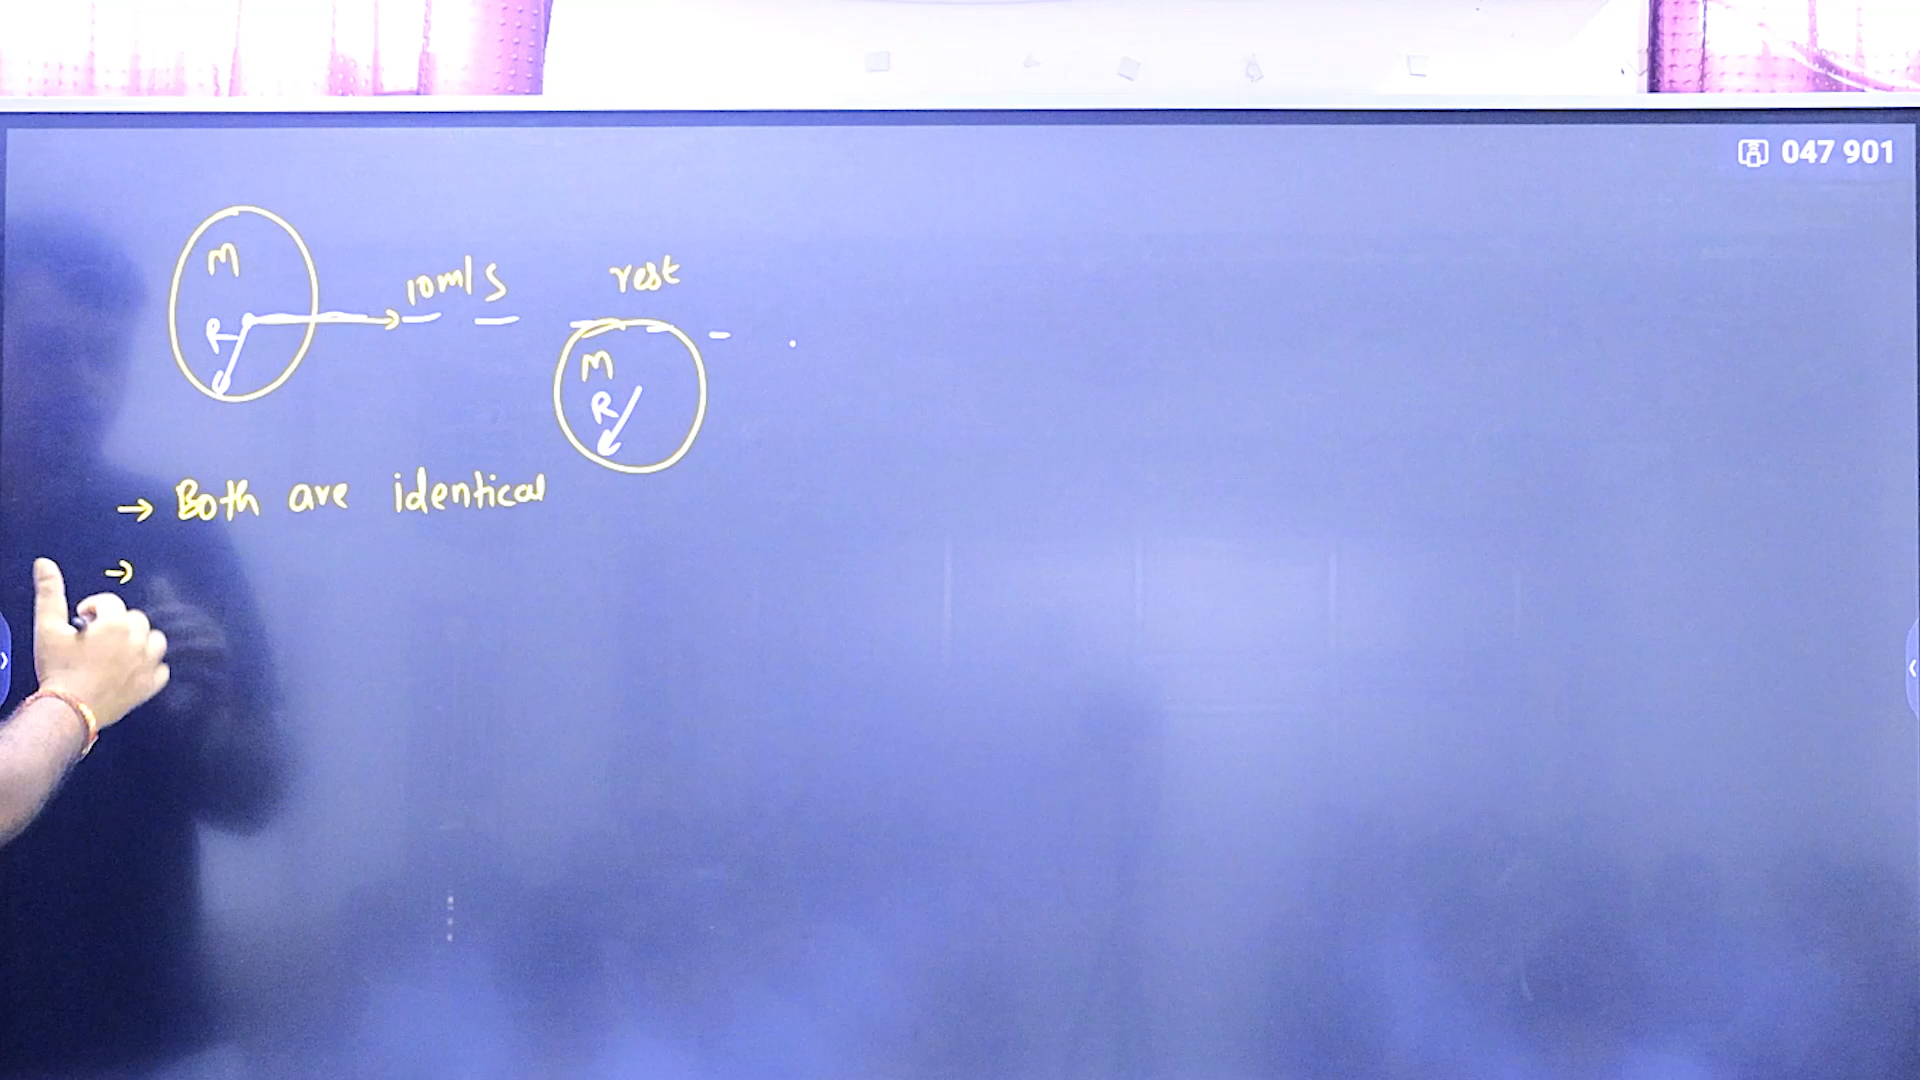 047 901
M
R
10m/s
rest
M
R
→ Both are identical
→